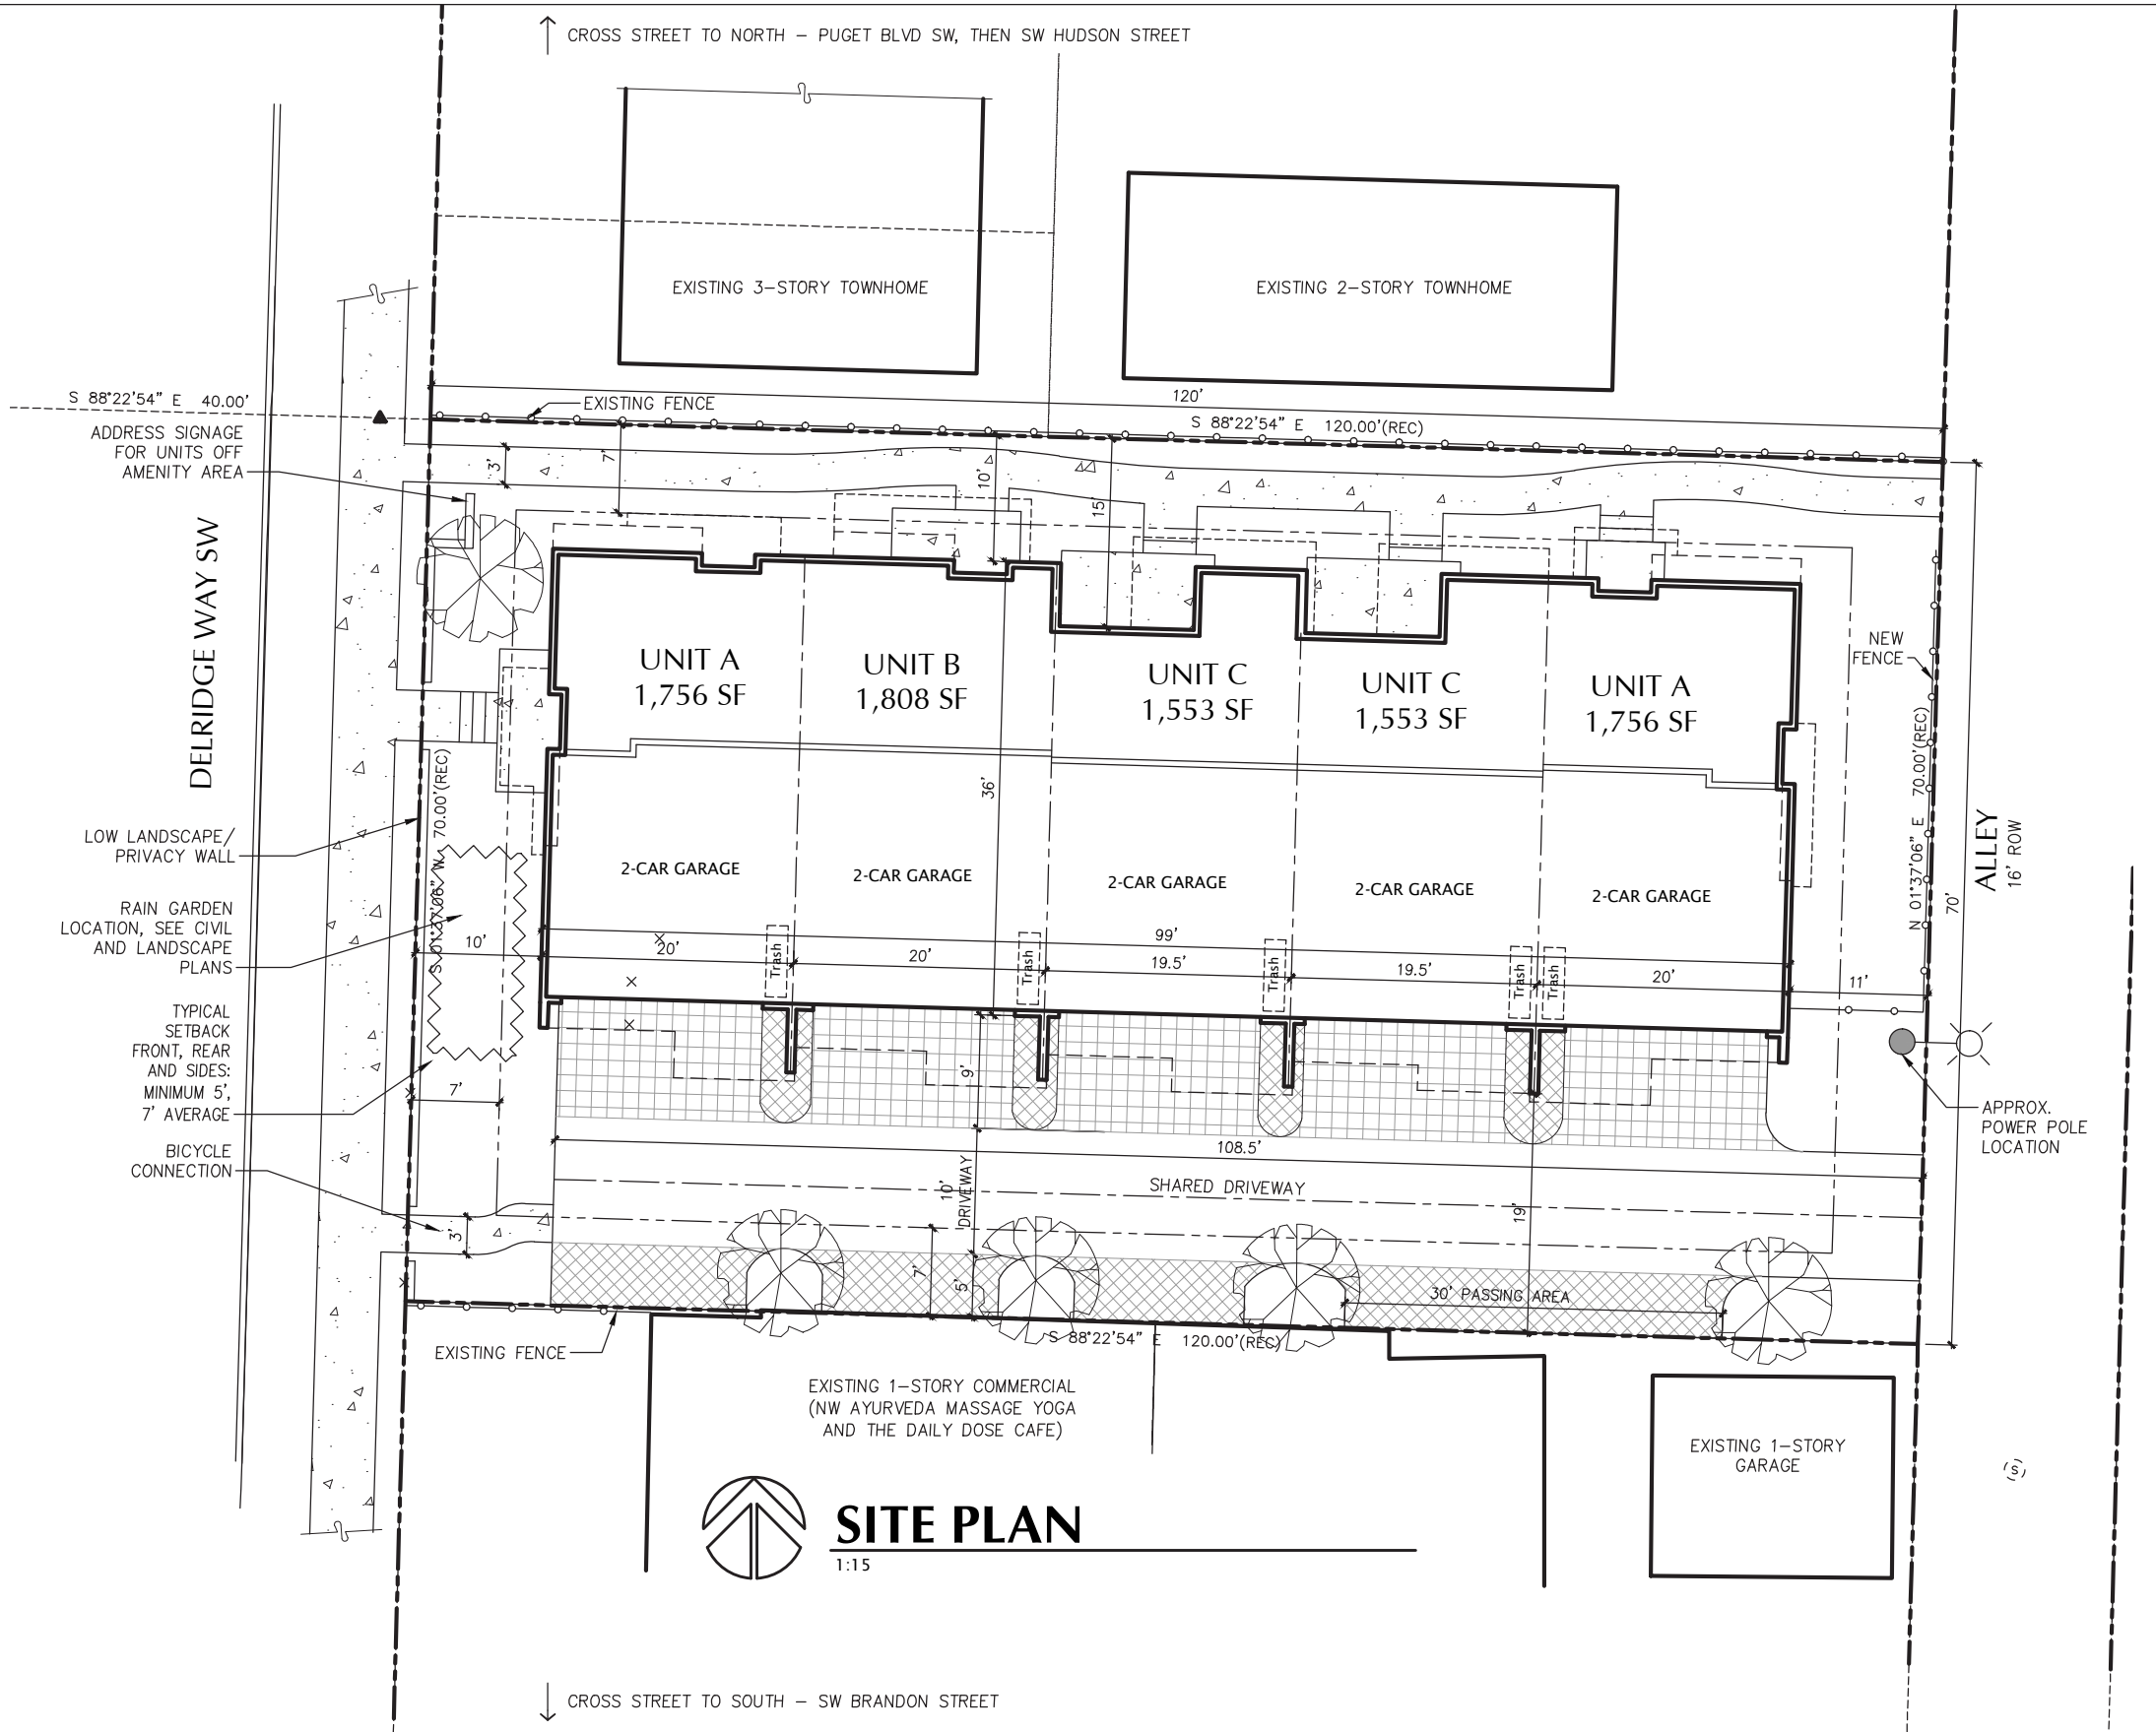 CROSS STREET TO NORTH – PUGET BLVD SW, THEN SW HUDSON STREET
EXISTING 3–STORY TOWNHOME
EXISTING 2–STORY TOWNHOME
S 88°22'54" E 40.00'
EXISTING FENCE
120'
S 88°22'54" E 120.00'(REC)
ADDRESS SIGNAGE
FOR UNITS OFF
AMENITY AREA
3'
7'
10'
15'
DELRIDGE WAY SW
NEW
FENCE
UNIT A
1,756 SF
UNIT B
1,808 SF
UNIT C
1,553 SF
UNIT C
1,553 SF
UNIT A
1,756 SF
S 01°37'06" W 70.00'(REC)
N 01°37'06" E 70.00'(REC)
ALLEY
16' ROW
70'
36'
LOW LANDSCAPE/
PRIVACY WALL
2-CAR GARAGE
2-CAR GARAGE
2-CAR GARAGE
2-CAR GARAGE
2-CAR GARAGE
RAIN GARDEN
LOCATION, SEE CIVIL
AND LANDSCAPE
PLANS
10'
99'
20'
20'
19.5'
19.5'
20'
11'
Trash
Trash
Trash
Trash
Trash
TYPICAL
SETBACK
FRONT, REAR
AND SIDES:
MINIMUM 5',
7' AVERAGE
7'
9'
APPROX.
POWER POLE
LOCATION
BICYCLE
CONNECTION
108.5'
SHARED DRIVEWAY
10'
DRIVEWAY
19'
3'
7'
5'
30' PASSING AREA
S 88°22'54" E 120.00'(REC)
EXISTING FENCE
EXISTING 1–STORY COMMERCIAL
(NW AYURVEDA MASSAGE YOGA
AND THE DAILY DOSE CAFE)
EXISTING 1–STORY
GARAGE
(S)
SITE PLAN
1:15
CROSS STREET TO SOUTH – SW BRANDON STREET